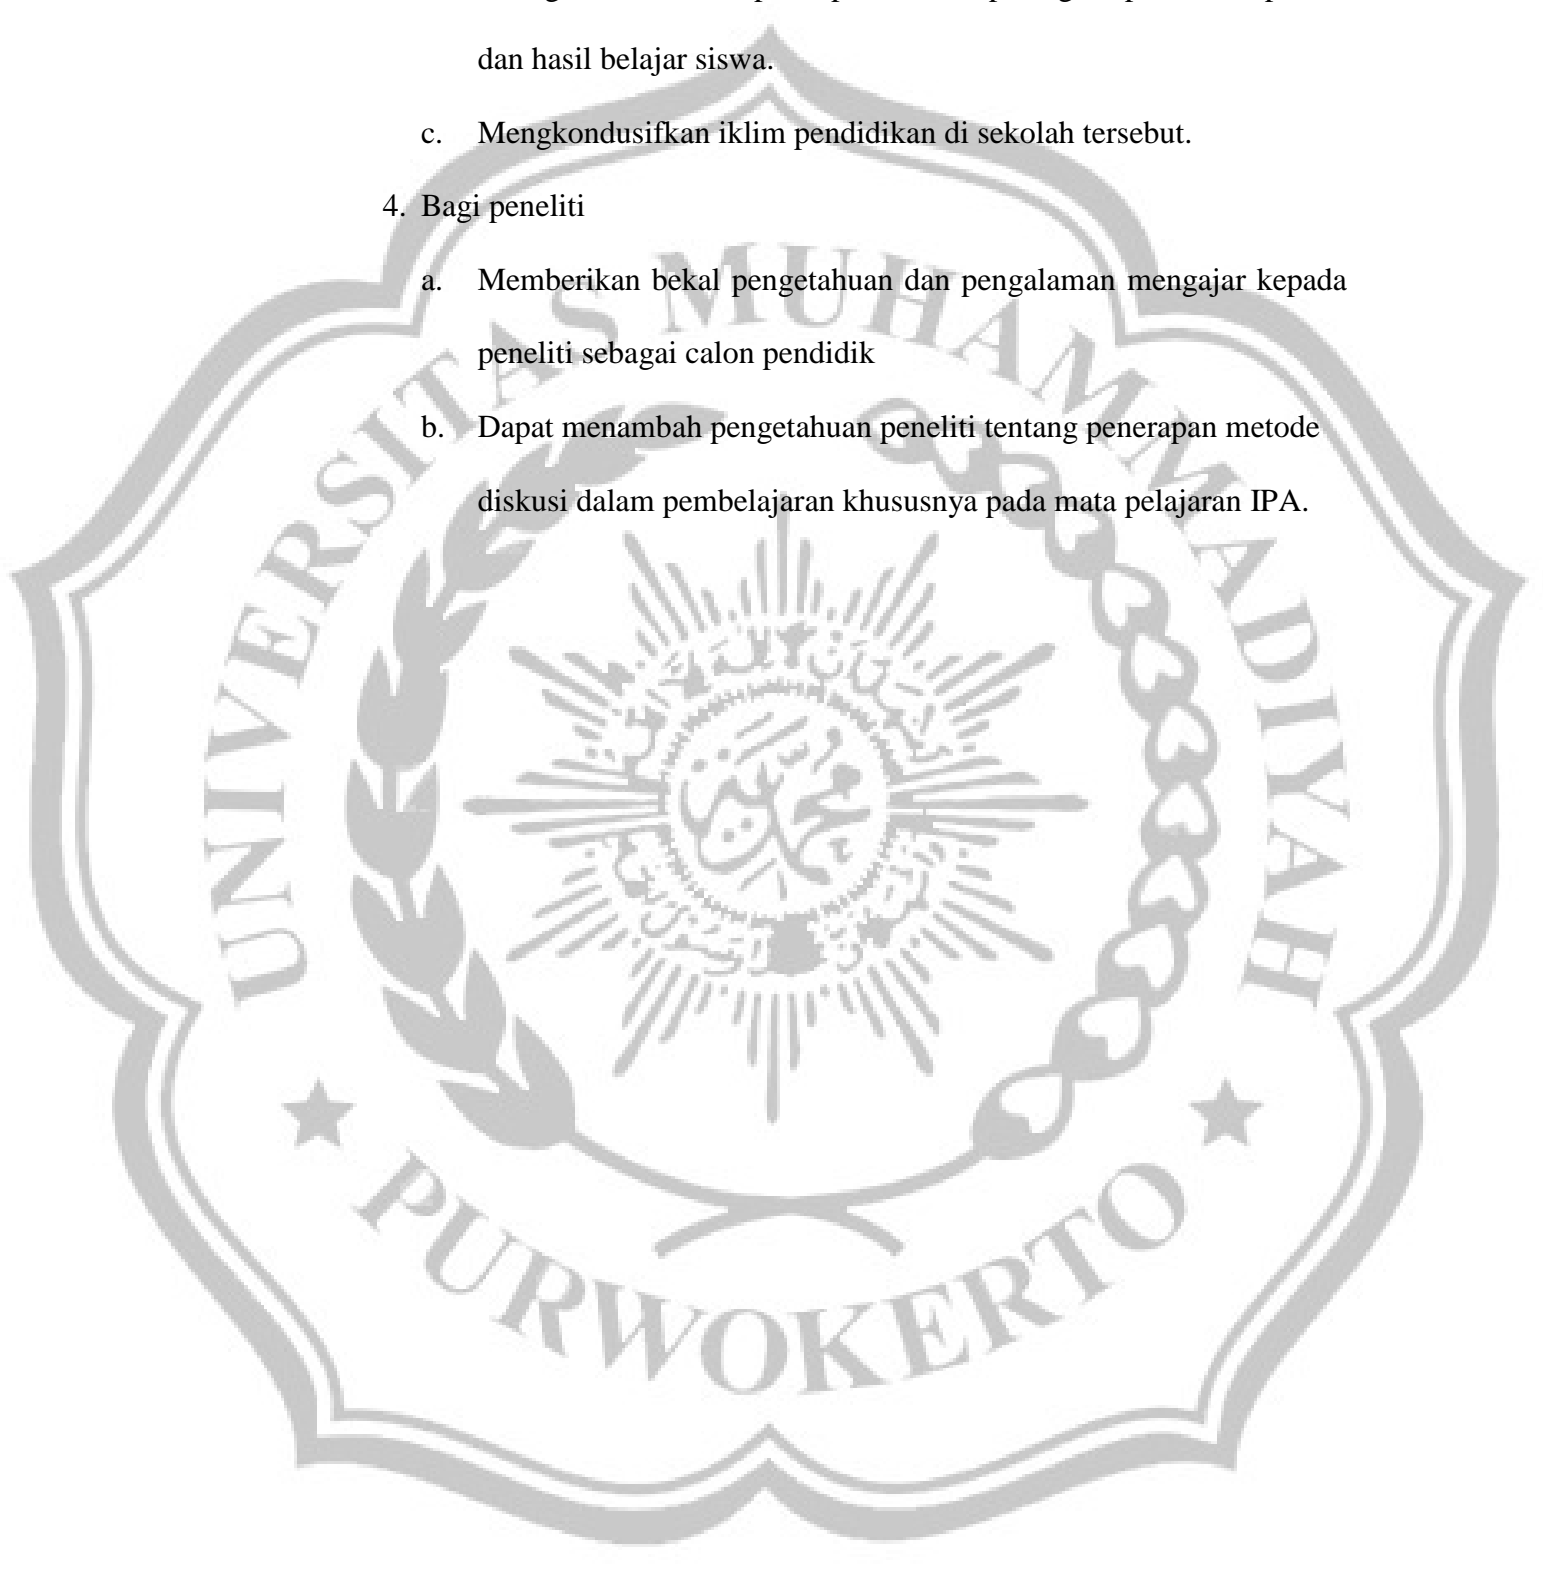 dan hasil belajar siswa.
c. Mengkondusifkan iklim pendidikan di sekolah tersebut.
4. Bagi peneliti
a. Memberikan bekal pengetahuan dan pengalaman mengajar kepada
peneliti sebagai calon pendidik
b. Dapat menambah pengetahuan peneliti tentang penerapan metode
diskusi dalam pembelajaran khususnya pada mata pelajaran IPA.
UNIVERSITAS MUHAMMADIYAH
محمدية
PURWOKERTO